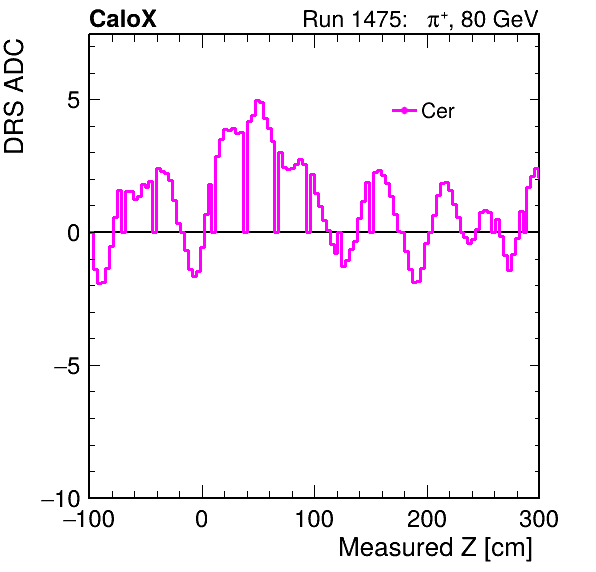 CaloX Run 1475: π⁺, 80 GeV
DRS ADC
Cer
5
0
−5
−10
−100 0 100 200 300
Measured Z [cm]